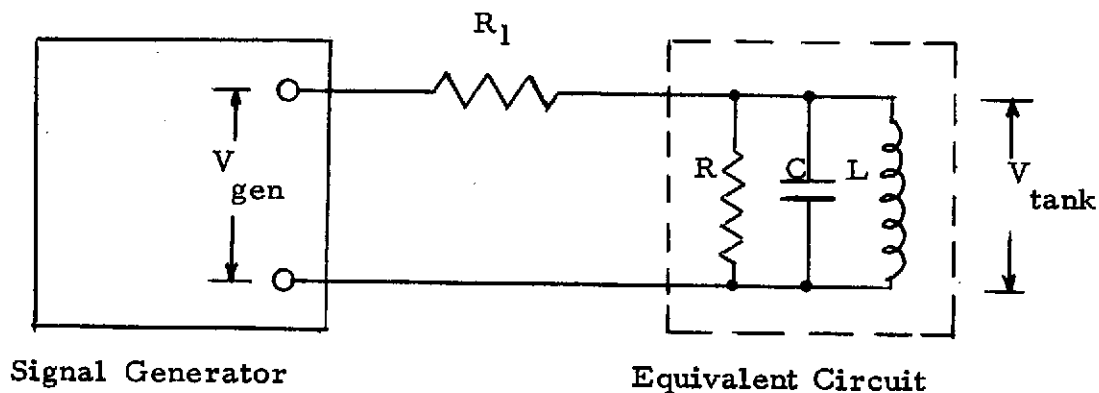 R1
V gen
R
C
L
V tank
Signal Generator
Equivalent Circuit